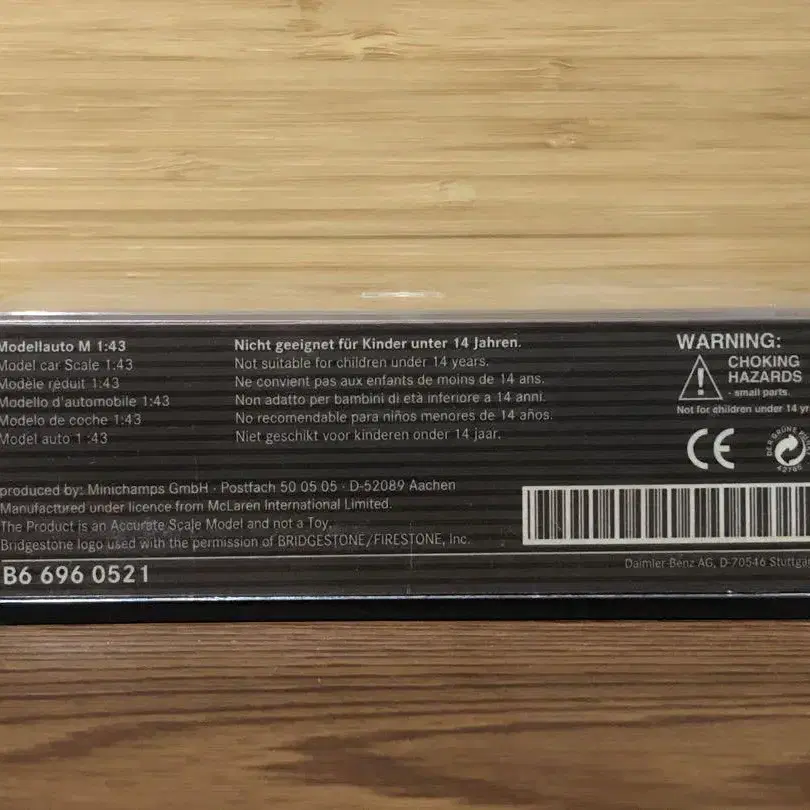 Modellauto M 1:43
Model car Scale 1:43
Modèle réduit 1:43
Modello d'automobile 1:43
Modelo de coche 1:43
Model auto 1 :43
Nicht geeignet für Kinder unter 14 Jahren.
Not suitable for children under 14 years.
Ne convient pas aux enfants de moins de 14 ans.
Non adatto per bambini di età inferiore a 14 anni.
No recomendable para niños menores de 14 años.
Niet geschikt voor kinderen onder 14 jaar.
WARNING:
CHOKING
HAZARDS
- small parts.
Not for children under 14 y
CE
DER GRÜNE
produced by: Minichamps GmbH · Postfach 50 05 05 · D-52089 Aachen
Manufactured under licence from McLaren International Limited.
The Product is an Accurate Scale Model and not a Toy.
Bridgestone logo used with the permission of BRIDGESTONE/FIRESTONE, Inc.
B6 696 0521
Daimler-Benz AG, D-70546 Stuttgar